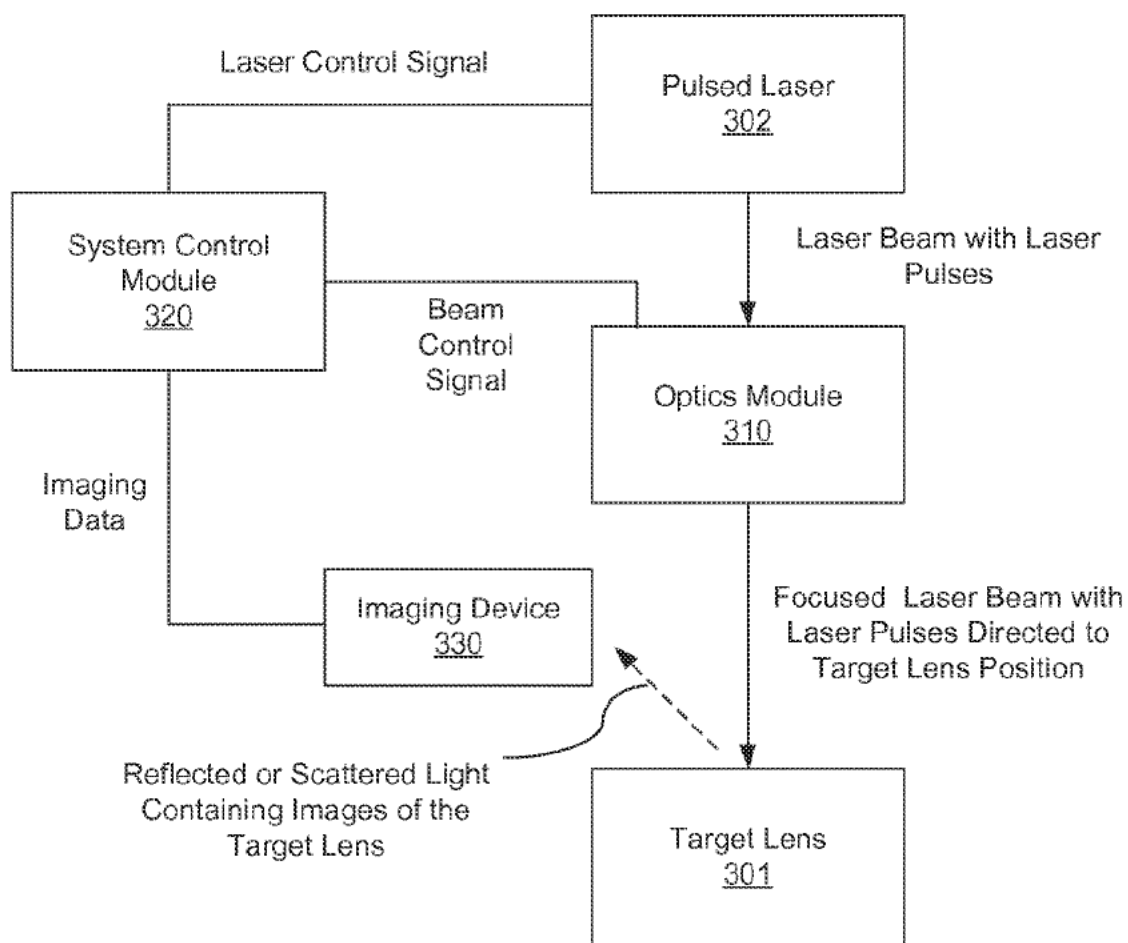 Laser Control Signal
Pulsed Laser
302
System Control
Module
320
Laser Beam with Laser
Pulses
Beam
Control
Signal
Optics Module
310
Imaging
Data
Imaging Device
330
Focused Laser Beam with
Laser Pulses Directed to
Target Lens Position
Reflected or Scattered Light
Containing Images of the
Target Lens
Target Lens
301